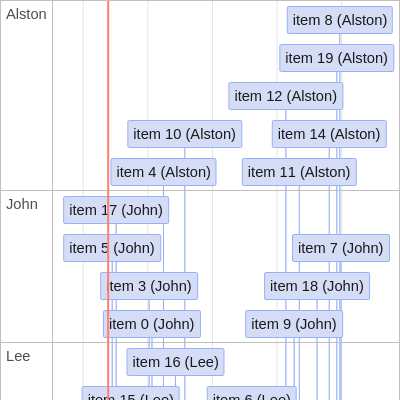 Alston
item 8 (Alston)
item 19 (Alston)
item 12 (Alston)
item 10 (Alston)
item 14 (Alston)
item 4 (Alston)
item 11 (Alston)
John
item 17 (John)
item 5 (John)
item 7 (John)
item 3 (John)
item 18 (John)
item 0 (John)
item 9 (John)
Lee
item 16 (Lee)
item 15 (Lee)
item 6 (Lee)